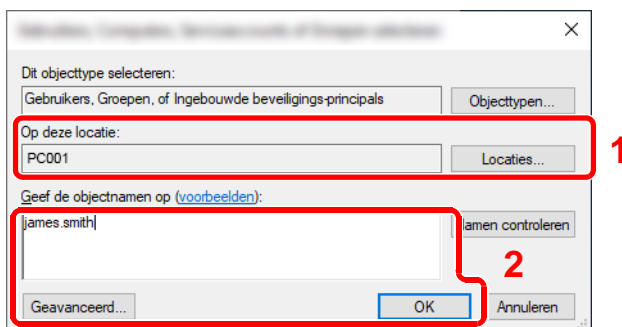 Dit objecttype selecteren:
Gebruikers, Groepen, of Ingebouwde beveiligings-principals
Objecttypen...
Op deze locatie:
PC001
Locaties...
1
Geef de objectnamen op (voorbeelden):
james.smith
Namen controleren
2
Geavanceerd...
OK
Annuleren